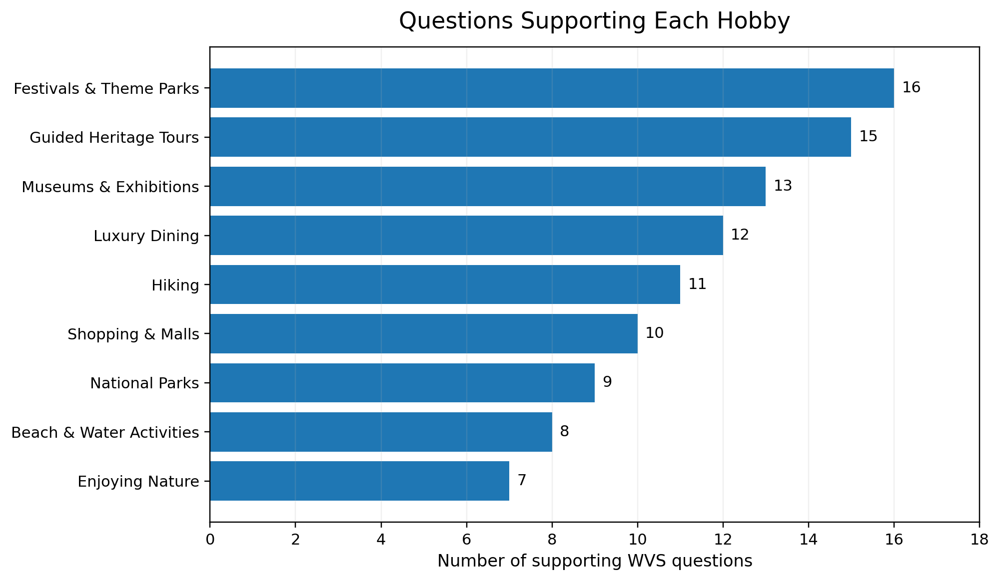 Questions Supporting Each Hobby
Festivals & Theme Parks
16
Guided Heritage Tours
15
Museums & Exhibitions
13
Luxury Dining
12
Hiking
11
Shopping & Malls
10
National Parks
9
Beach & Water Activities
8
Enjoying Nature
7
0 2 4 6 8 10 12 14 16 18
Number of supporting WVS questions